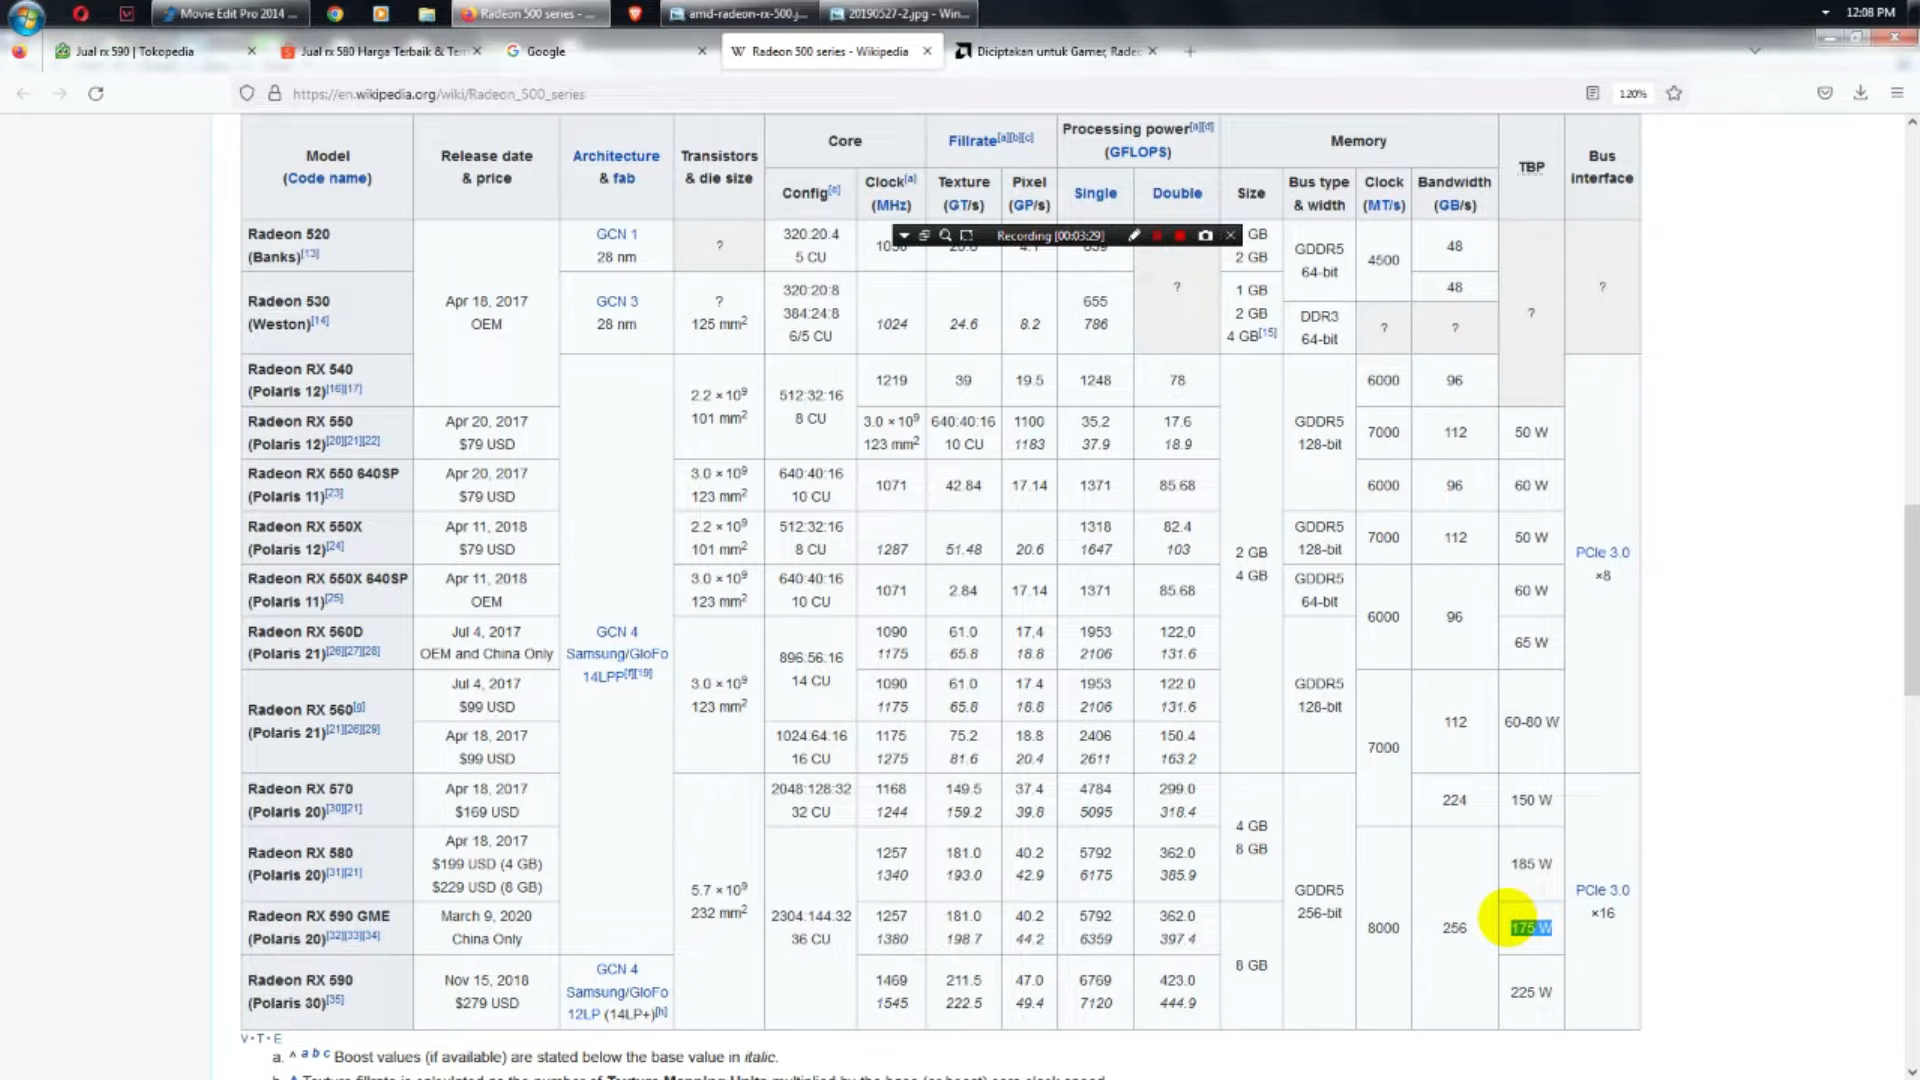 Movie Edit Pro 2014 ...
Radeon 500 series - ...
amd-radeon-rx-500.j...
20190527-2.jpg - Win...
12:08 PM
Jual rx 590 | Tokopedia
Jual rx 580 Harga Terbaik & Ter
Google
W Radeon 500 series - Wikipedia
Diciptakan untuk Gamer, Radeo
https://en.wikipedia.org/wiki/Radeon_500_series
120%
Model
(Code name)
Release date
& price
Architecture
& fab
Transistors
& die size
Core
Fillrate[a][b][c]
Processing power[a][d]
(GFLOPS)
Memory
TBP
Bus
interface
Config[e]
Clock[a]
(MHz)
Texture
(GT/s)
Pixel
(GP/s)
Single
Double
Size
Bus type
& width
Clock
(MT/s)
Bandwidth
(GB/s)
Recording [00:03:29]
Radeon 520
(Banks)[13]
Apr 18, 2017
OEM
GCN 1
28 nm
?
320:20:4
5 CU
GB
2 GB
GDDR5
64-bit
4500
48
?
?
Radeon 530
(Weston)[14]
GCN 3
28 nm
?
125 mm2
320:20:8
384:24:8
6/5 CU
1024
24.6
8.2
655
786
?
1 GB
2 GB
4 GB[15]
48
DDR3
64-bit
?
?
Radeon RX 540
(Polaris 12)[16][17]
GCN 4
Samsung/GloFo
14LPP[f][19]
2.2 × 109
101 mm2
512:32:16
8 CU
1219
39
19.5
1248
78
2 GB
4 GB
GDDR5
128-bit
6000
96
PCIe 3.0
×8
Radeon RX 550
(Polaris 12)[20][21][22]
Apr 20, 2017
$79 USD
3.0 × 109
123 mm2
640:40:16
10 CU
1100
1183
35.2
37.9
17.6
18.9
7000
112
50 W
Radeon RX 550 640SP
(Polaris 11)[23]
Apr 20, 2017
$79 USD
3.0 × 109
123 mm2
640:40:16
10 CU
1071
42.84
17.14
1371
85.68
6000
96
60 W
Radeon RX 550X
(Polaris 12)[24]
Apr 11, 2018
$79 USD
2.2 × 109
101 mm2
512:32:16
8 CU
1287
51.48
20.6
1318
1647
82.4
103
GDDR5
128-bit
7000
112
50 W
Radeon RX 550X 640SP
(Polaris 11)[25]
Apr 11, 2018
OEM
3.0 × 109
123 mm2
640:40:16
10 CU
1071
2.84
17.14
1371
85.68
GDDR5
64-bit
6000
96
60 W
Radeon RX 560D
(Polaris 21)[26][27][28]
Jul 4, 2017
OEM and China Only
3.0 × 109
123 mm2
896:56:16
14 CU
1090
1175
61.0
65.8
17.4
18.8
1953
2106
122.0
131.6
GDDR5
128-bit
65 W
Radeon RX 560[g]
(Polaris 21)[21][26][29]
Jul 4, 2017
$99 USD
1090
1175
61.0
65.8
17.4
18.8
1953
2106
122.0
131.6
7000
112
60-80 W
Apr 18, 2017
$99 USD
1024:64:16
16 CU
1175
1275
75.2
81.6
18.8
20.4
2406
2611
150.4
163.2
Radeon RX 570
(Polaris 20)[30][21]
Apr 18, 2017
$169 USD
5.7 × 109
232 mm2
2048:128:32
32 CU
1168
1244
149.5
159.2
37.4
39.8
4784
5095
299.0
318.4
4 GB
8 GB
GDDR5
256-bit
224
150 W
PCIe 3.0
×16
Radeon RX 580
(Polaris 20)[31][21]
Apr 18, 2017
$199 USD (4 GB)
$229 USD (8 GB)
2304:144:32
36 CU
1257
1340
181.0
193.0
40.2
42.9
5792
6175
362.0
385.9
8000
256
185 W
Radeon RX 590 GME
(Polaris 20)[32][33][34]
March 9, 2020
China Only
1257
1380
181.0
198.7
40.2
44.2
5792
6359
362.0
397.4
8 GB
175 W
Radeon RX 590
(Polaris 30)[35]
Nov 15, 2018
$279 USD
GCN 4
Samsung/GloFo
12LP (14LP+)[h]
1469
1545
211.5
222.5
47.0
49.4
6769
7120
423.0
444.9
225 W
V·T·E
a. ^ a b c Boost values (if available) are stated below the base value in italic.